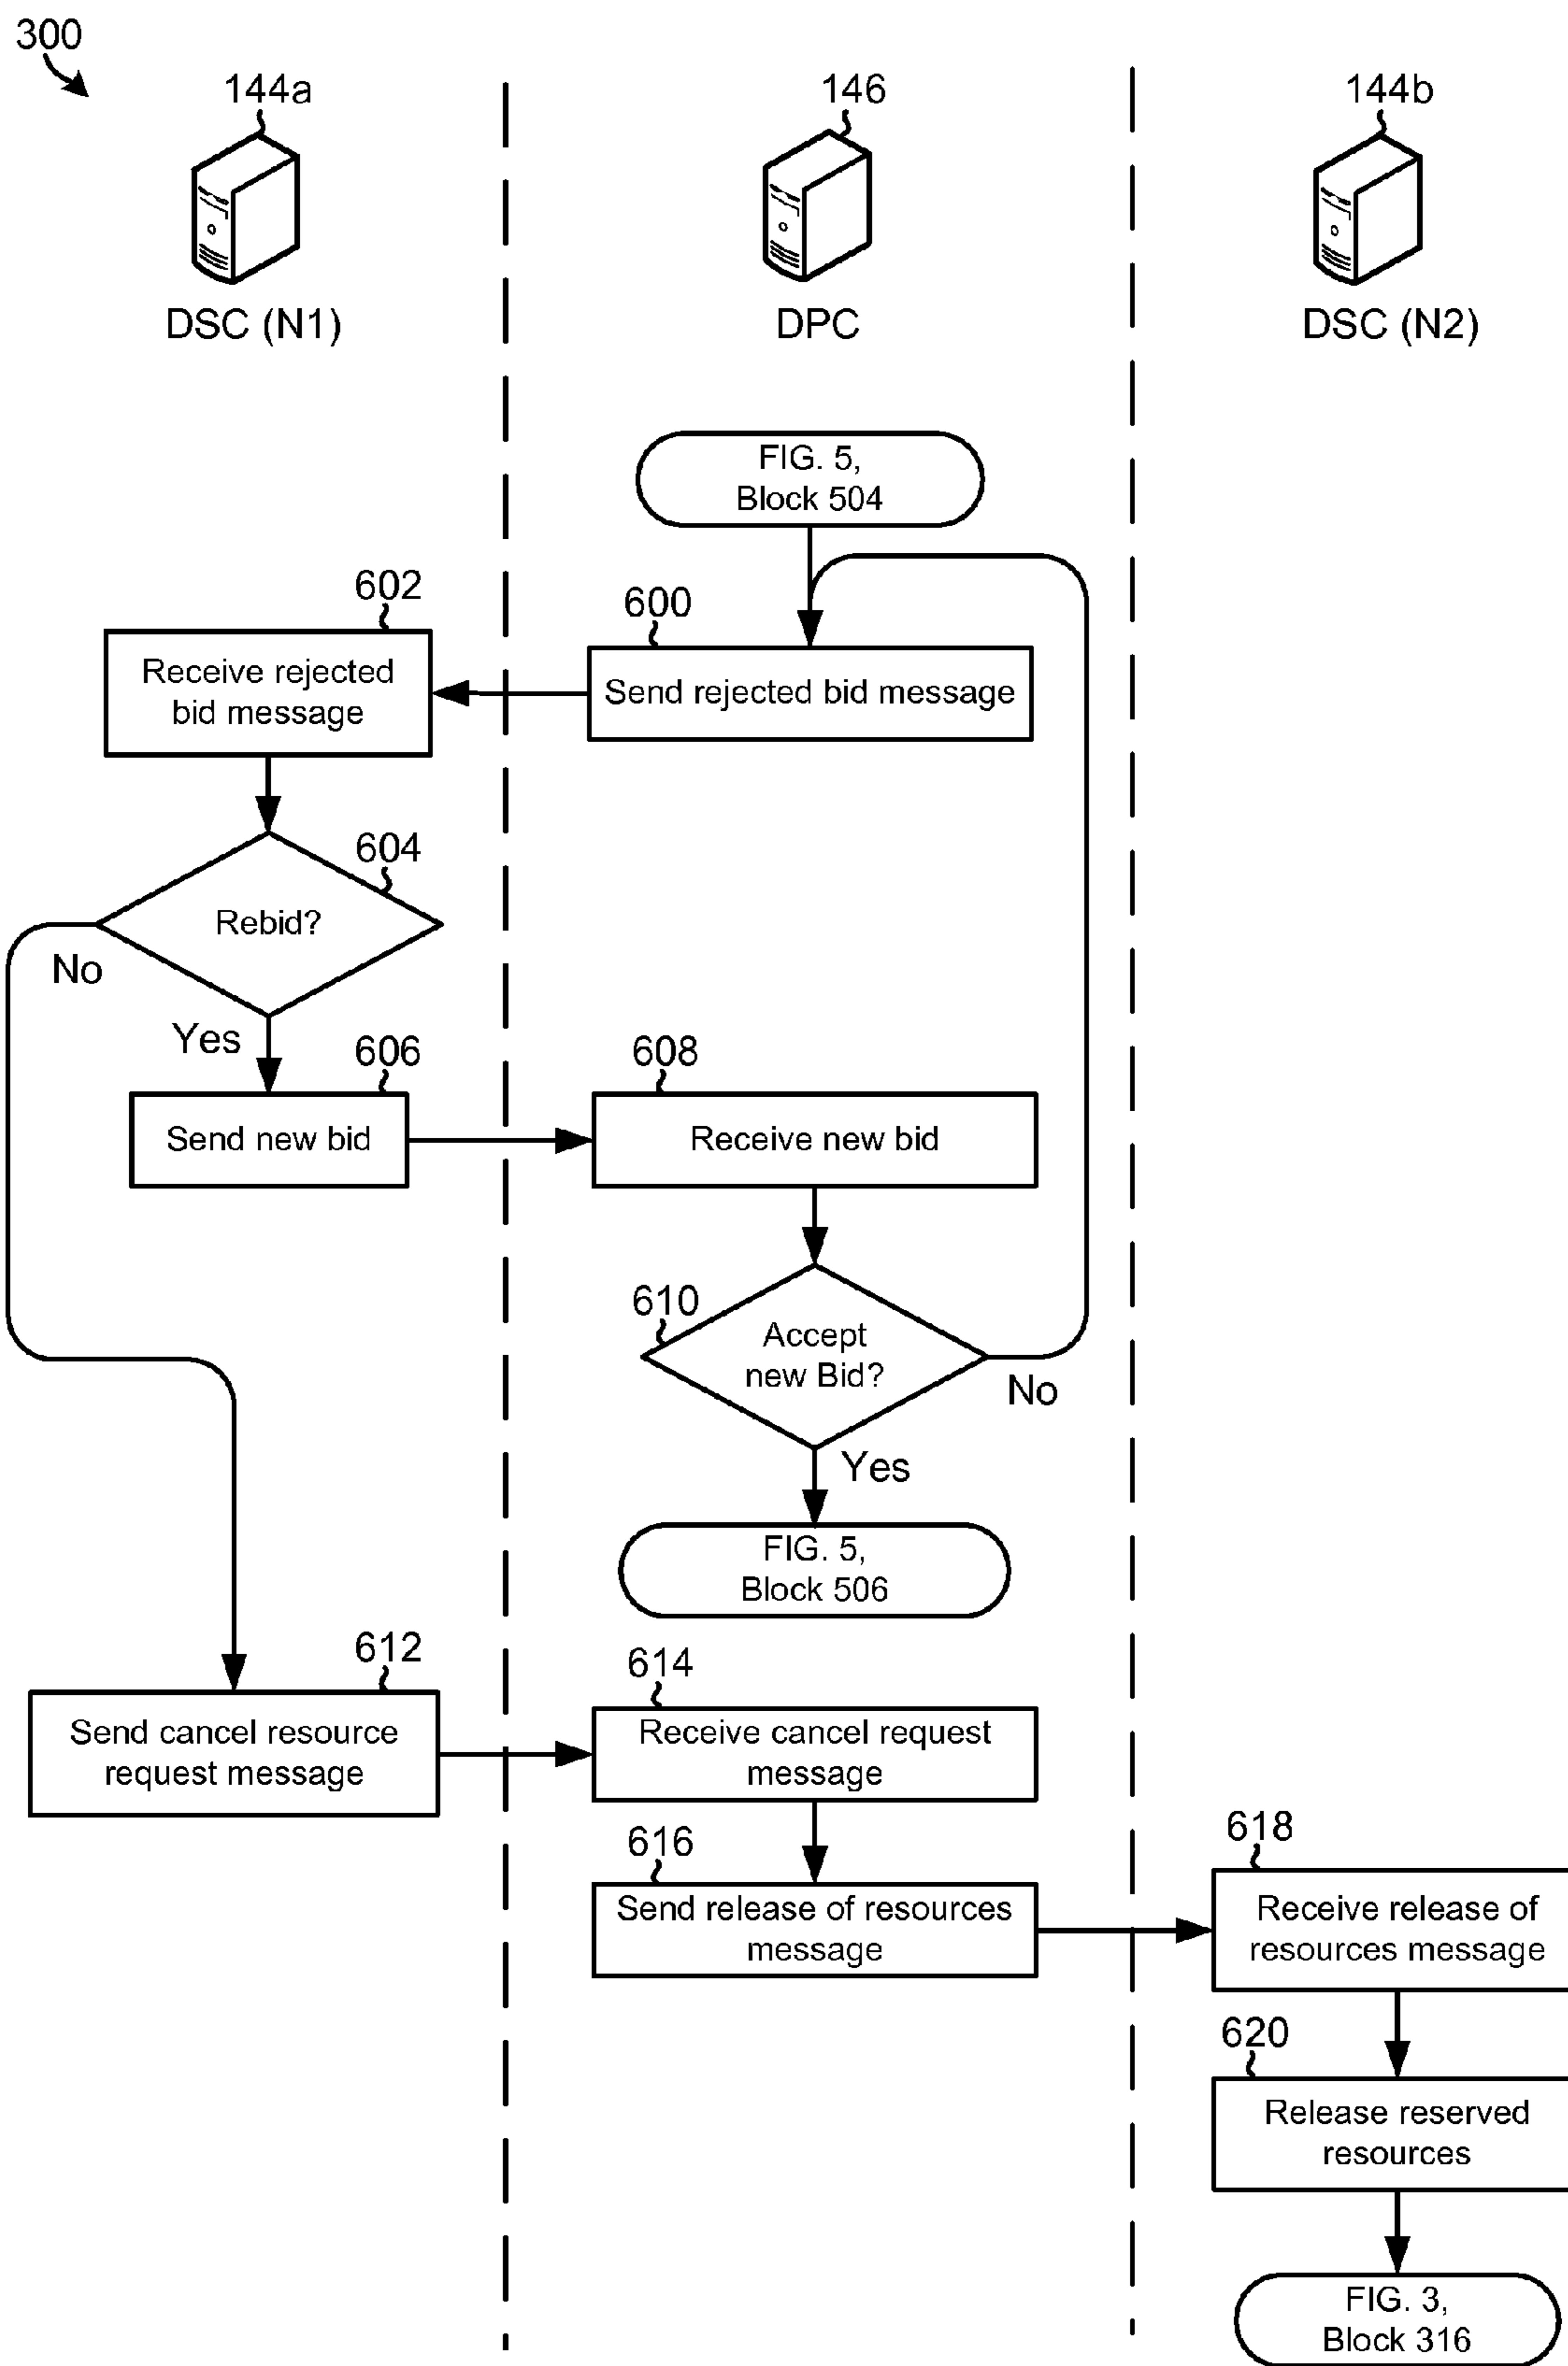 300
144a
146
144b
DSC (N1)
DPC
DSC (N2)
FIG. 5,
Block 504
602
600
Receive rejected
bid message
Send rejected bid message
604
Rebid?
No
Yes
606
608
Send new bid
Receive new bid
610
Accept
new Bid?
No
Yes
FIG. 5,
Block 506
612
614
Send cancel resource
request message
Receive cancel request
message
616
618
Send release of resources
message
Receive release of
resources message
620
Release reserved
resources
FIG. 3,
Block 316